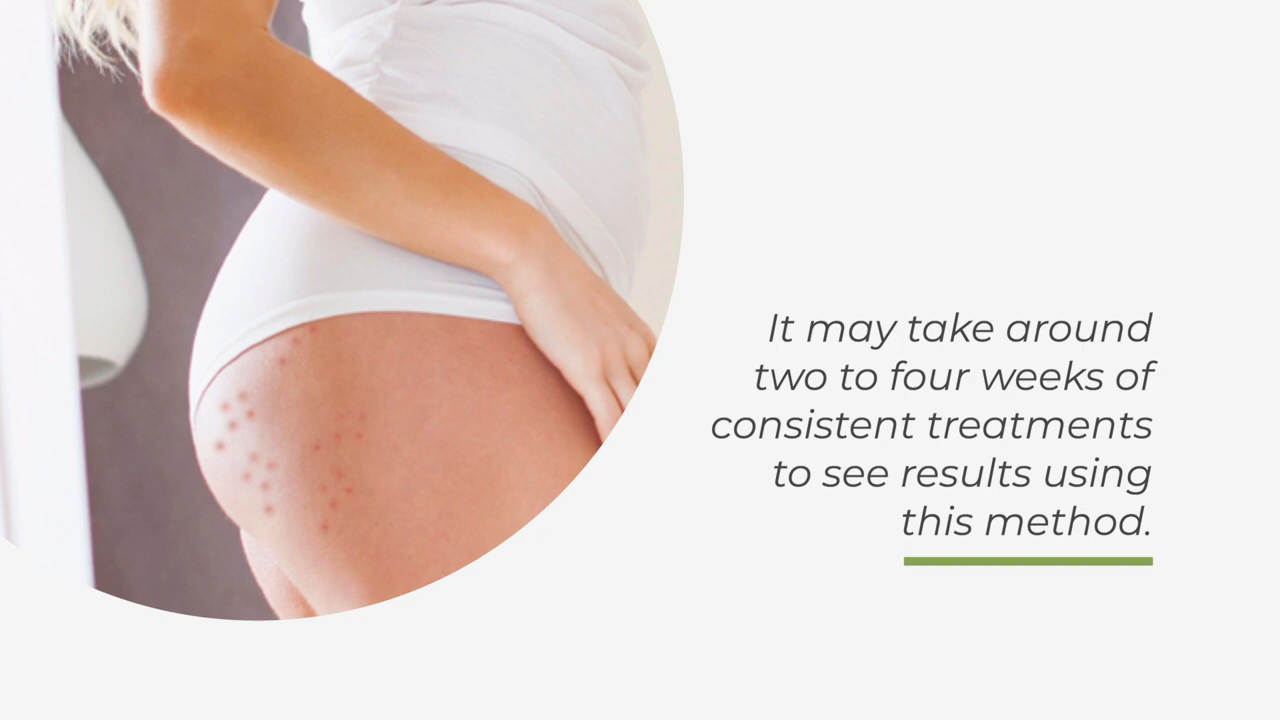 It may take around
two to four weeks of
consistent treatments
to see results using
this method.